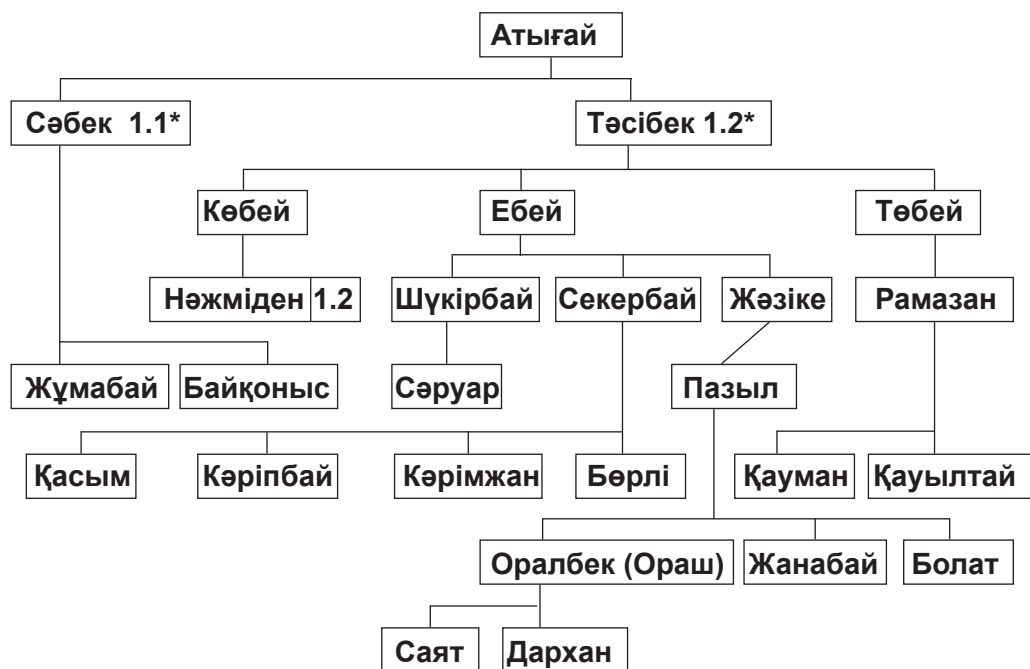 Атығай
Сәбек 1.1*
Тәсібек 1.2*
Көбей
Ебей
Төбей
Нәжміден 1.2
Шүкірбай
Секербай
Жәзіке
Рамазан
Жұмабай
Байқоныс
Сәруар
Пазыл
Қасым
Кәріпбай
Кәрімжан
Бөрлі
Қауман
Қауылтай
Оралбек (Ораш)
Жанабай
Болат
Саят
Дархан